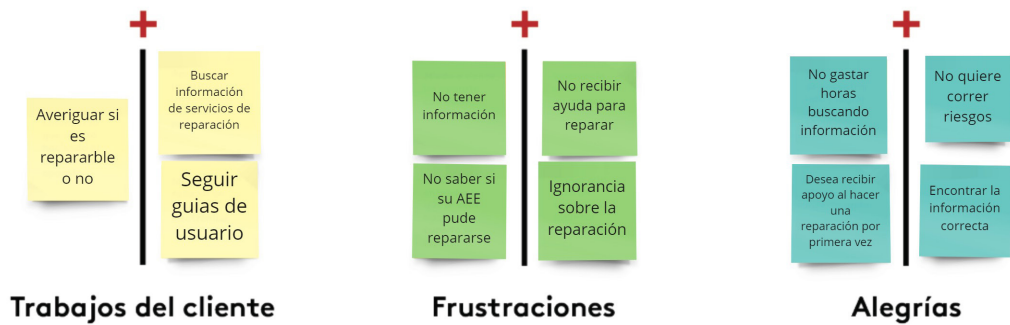 +
+
+
Averiguar si
es
repararble
o no
Buscar
información
de servicios de
reparación
Seguir
guias de
usuario
No tener
información
No recibir
ayuda para
reparar
No saber si
su AEE
pude
repararse
Ignorancia
sobre la
reparación
No gastar
horas
buscando
información
No quiere
correr
riesgos
Desea recibir
apoyo al hacer
una
reparación por
primera vez
Encontrar la
información
correcta
Trabajos del cliente
Frustraciones
Alegrías